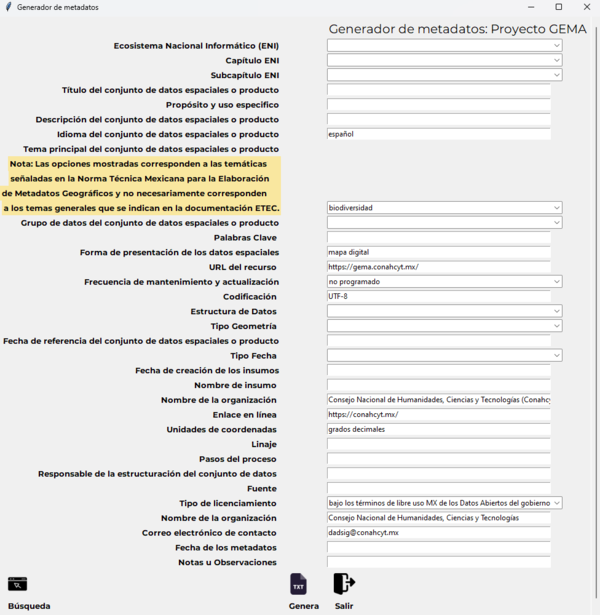 Generador de metadatos
Generador de metadatos: Proyecto GEMA
Ecosistema Nacional Informático (ENI)
Capítulo ENI
Subcapítulo ENI
Título del conjunto de datos espaciales o producto
Propósito y uso especifico
Descripción del conjunto de datos espaciales o producto
Idioma del conjunto de datos espaciales o producto español
Tema principal del conjunto de datos espaciales o producto
Nota: Las opciones mostradas corresponden a las temáticas
señaladas en la Norma Técnica Mexicana para la Elaboración
de Metadatos Geográficos y no necesariamente corresponden
a los temas generales que se indican en la documentación ETEC. biodiversidad
Grupo de datos del conjunto de datos espaciales o producto
Palabras Clave
Forma de presentación de los datos espaciales mapa digital
URL del recurso https://gema.conahcyt.mx/
Frecuencia de mantenimiento y actualización no programado
Codificación UTF-8
Estructura de Datos
Tipo Geometría
Fecha de referencia del conjunto de datos espaciales o producto
Tipo Fecha
Fecha de creación de los insumos
Nombre de insumo
Nombre de la organización Consejo Nacional de Humanidades, Ciencias y Tecnologías (Conahcy
Enlace en línea https://conahcyt.mx/
Unidades de coordenadas grados decimales
Linaje
Pasos del proceso
Responsable de la estructuración del conjunto de datos
Fuente
Tipo de licenciamiento bajo los términos de libre uso MX de los Datos Abiertos del gobierno
Nombre de la organización Consejo Nacional de Humanidades, Ciencias y Tecnologías
Correo electrónico de contacto dadsig@conahcyt.mx
Fecha de los metadatos
Notas u Observaciones
TXT
Búsqueda Genera Salir